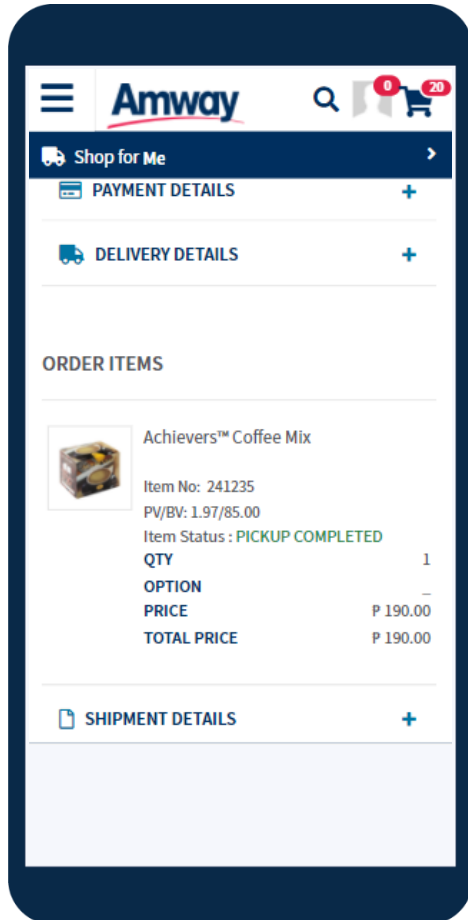 Amway
0
20
Shop for Me
PAYMENT DETAILS
DELIVERY DETAILS
ORDER ITEMS
Achievers™ Coffee Mix
Item No: 241235
PV/BV: 1.97/85.00
Item Status : PICKUP COMPLETED
QTY 1
OPTION _
PRICE ₱ 190.00
TOTAL PRICE ₱ 190.00
SHIPMENT DETAILS